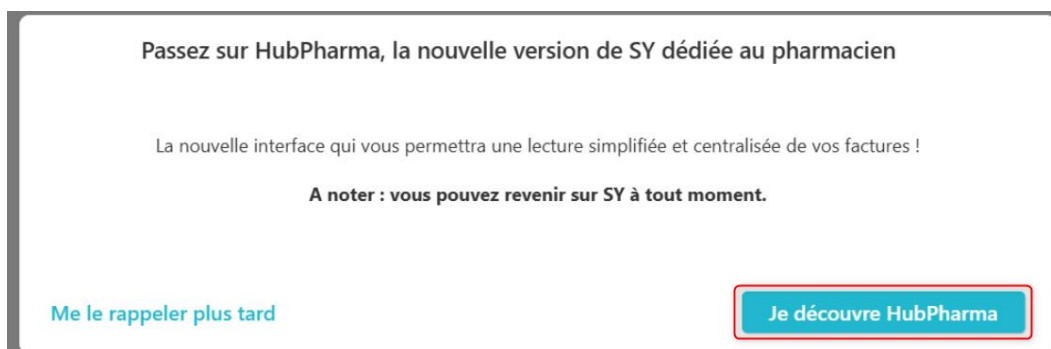 Passez sur HubPharma, la nouvelle version de SY dédiée au pharmacien
La nouvelle interface qui vous permettra une lecture simplifiée et centralisée de vos factures !
A noter : vous pouvez revenir sur SY à tout moment.
Me le rappeler plus tard
Je découvre HubPharma